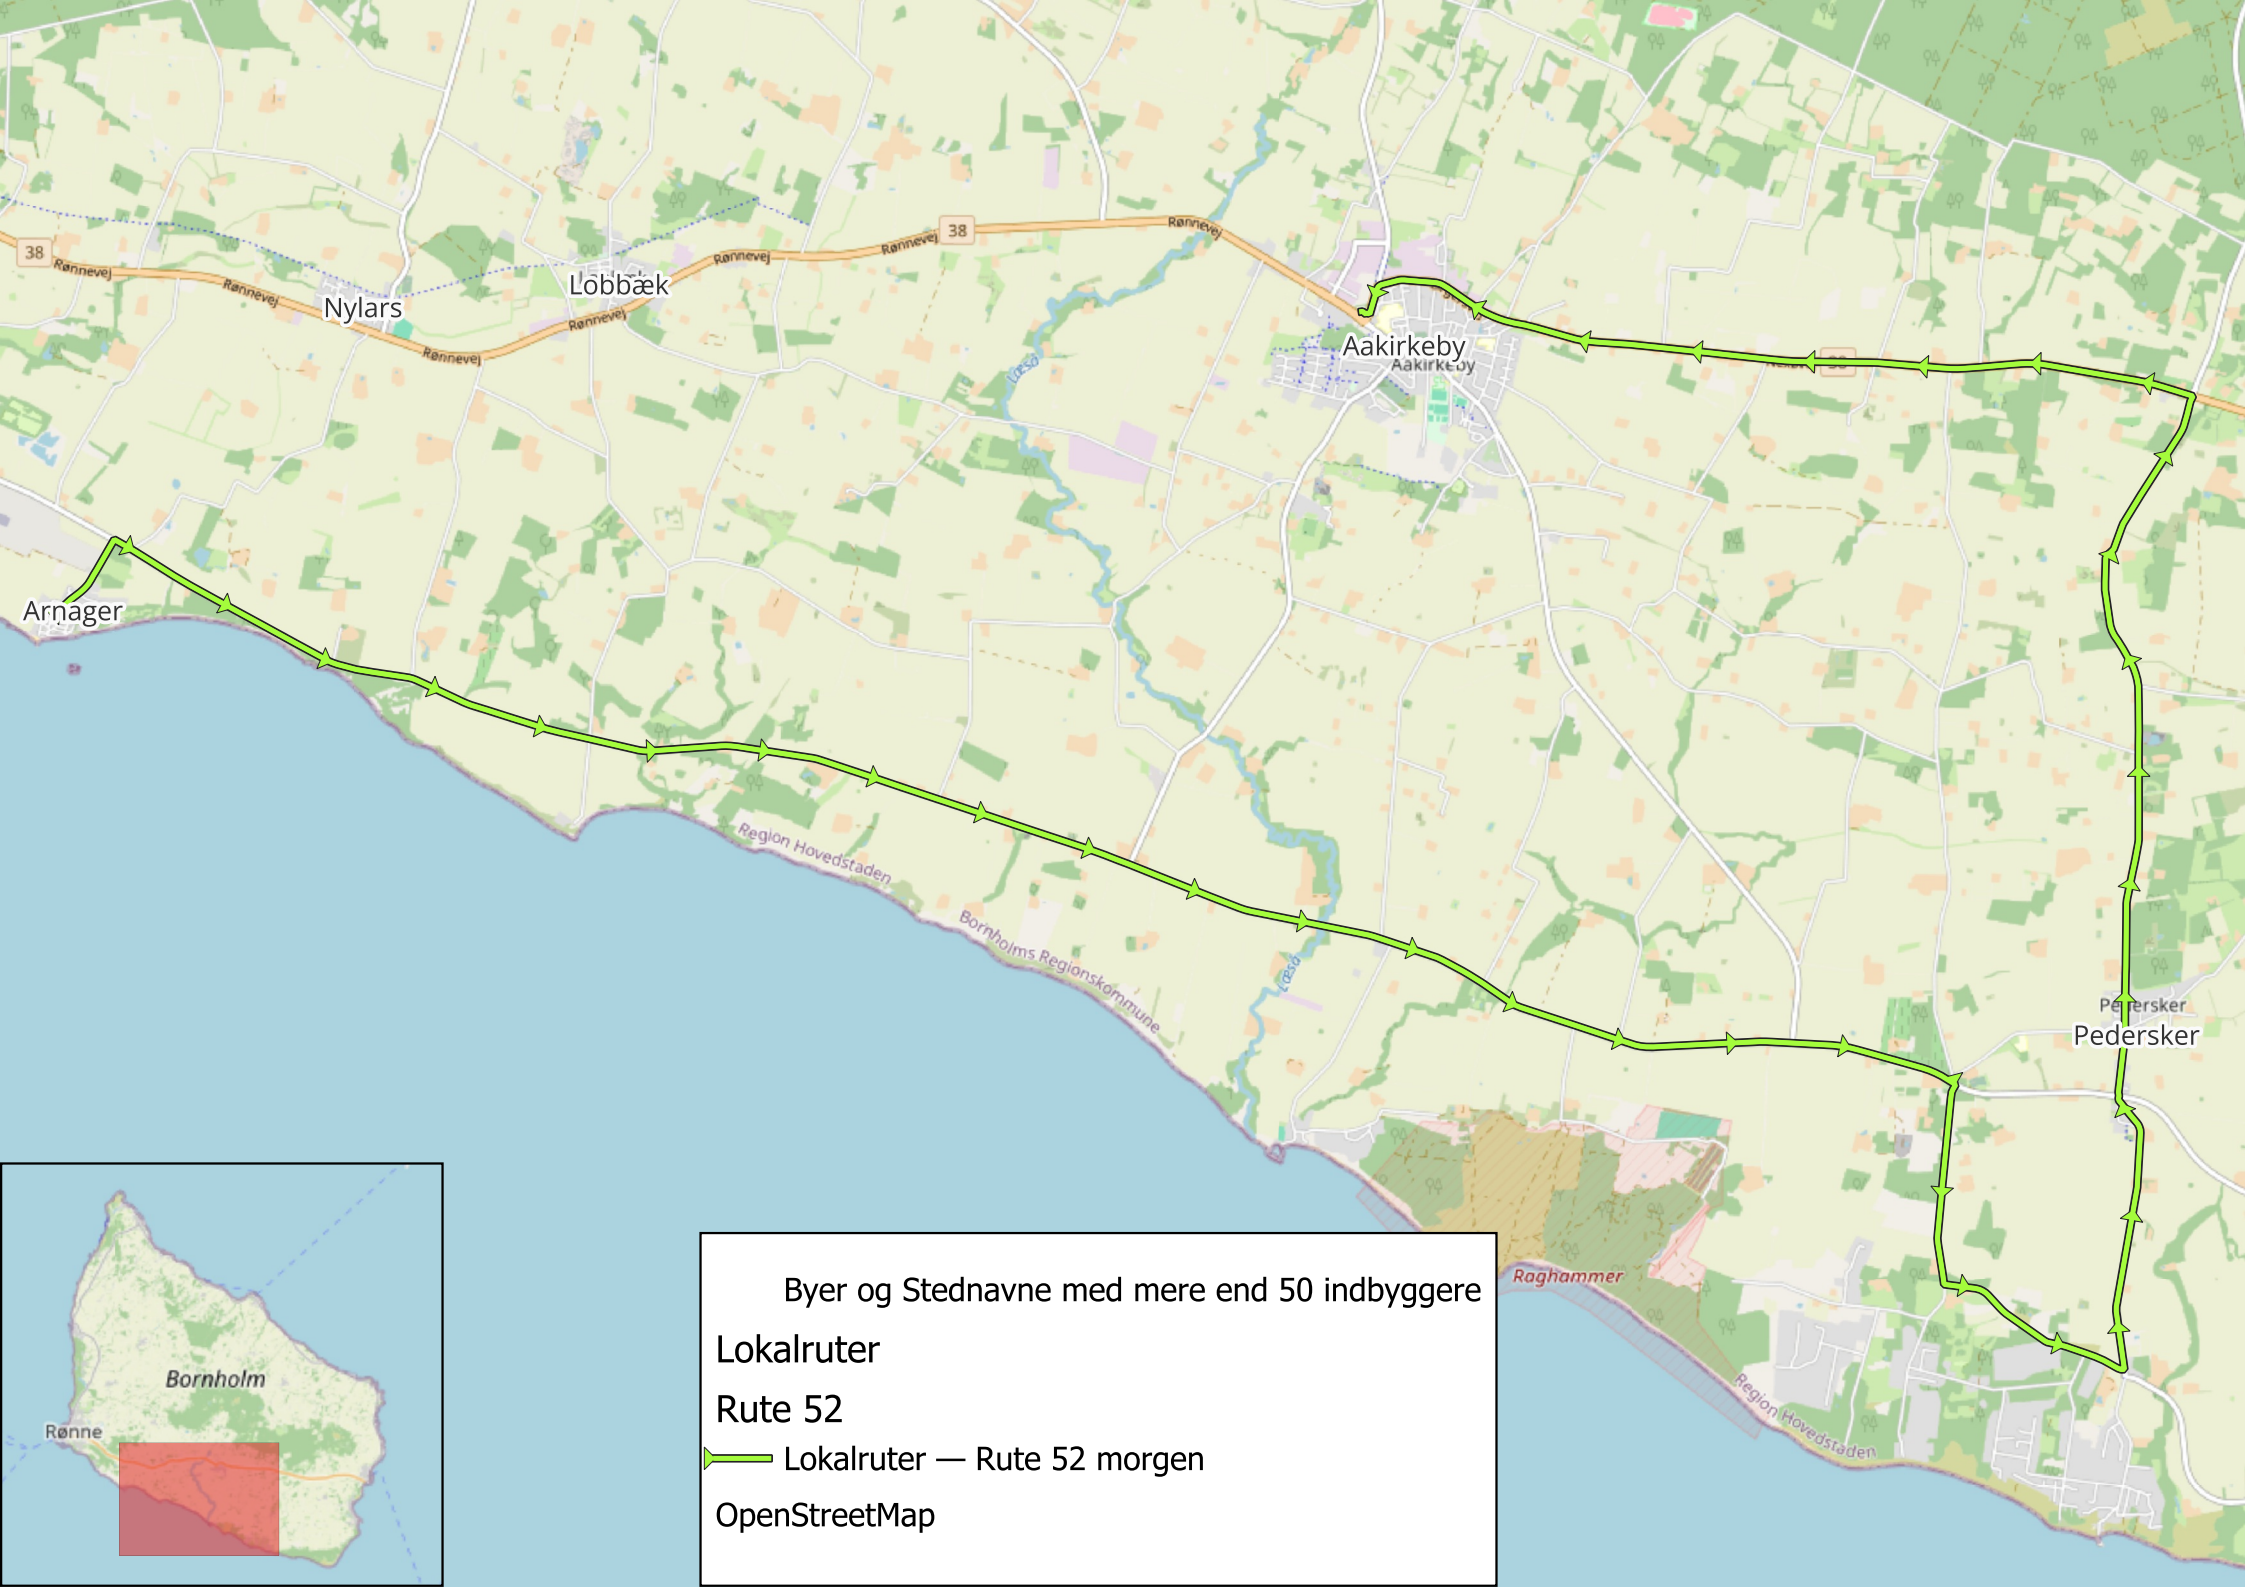 Rønnevej
38
Rønnevej
38
Rønnevej
Rønnevej
Lobbæk
Rønnevej
Nylars
Rønnevej
Rønnevej
Aakirkeby
Aakirkeby
Læså
Arnager
Region Hovedstaden
Bornholms Regionskommune
Læså
Pedersker
Pedersker
Raghammer
Region Hovedstaden
Bornholm
Rønne
Byer og Stednavne med mere end 50 indbyggere
Lokalruter
Rute 52
Lokalruter — Rute 52 morgen
OpenStreetMap